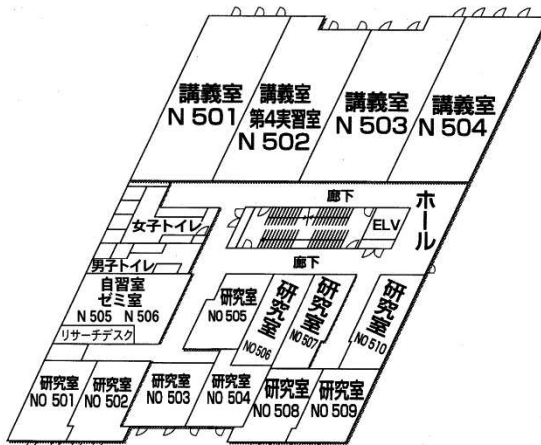 講義室
N 501
講義室
第4実習室
N 502
講義室
N 503
講義室
N 504
廊下
ホール
女子トイレ
ELV
男子トイレ
廊下
自習室
ゼミ室
N 505 N 506
リサーチデスク
研究室
NO 505
研究室
NO 506
研究室
NO 507
研究室
NO 510
研究室
NO 501
研究室
NO 502
研究室
NO 503
研究室
NO 504
研究室
NO 508
研究室
NO 509